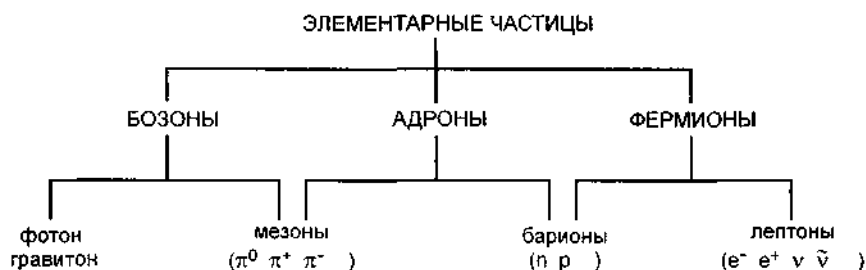 ЭЛЕМЕНТАРНЫЕ ЧАСТИЦЫ
БОЗОНЫ АДРОНЫ ФЕРМИОНЫ
фотон мезоны барионы лептоны
гравитон (π⁰ π⁺ π⁻ ) (n p ) (e⁻ e⁺ ν ν̃ )